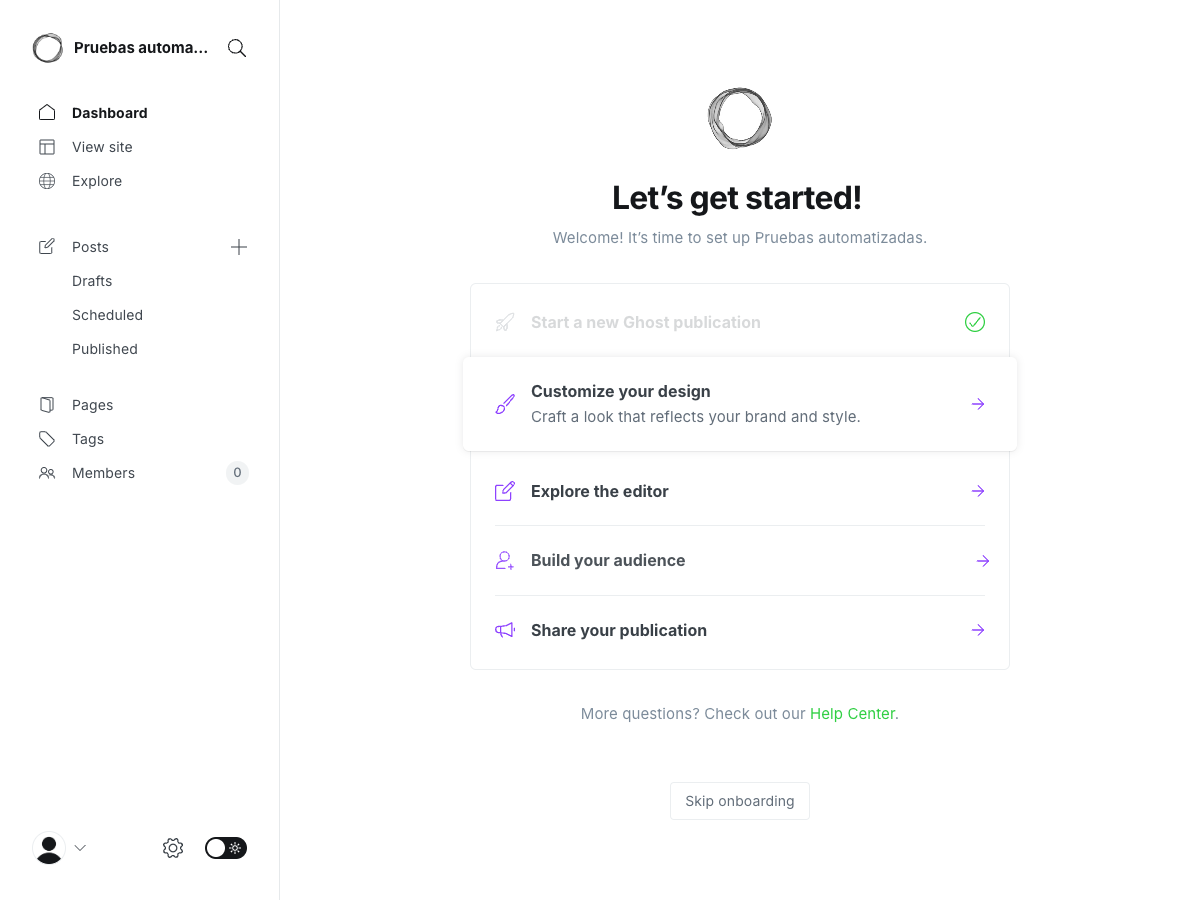 Pruebas automa...
Dashboard
View site
Explore
Posts
Drafts
Scheduled
Published
Pages
Tags
Members
0
Let’s get started!
Welcome! It’s time to set up Pruebas automatizadas.
Start a new Ghost publication
Customize your design
Craft a look that reflects your brand and style.
Explore the editor
Build your audience
Share your publication
More questions? Check out our Help Center.
Skip onboarding